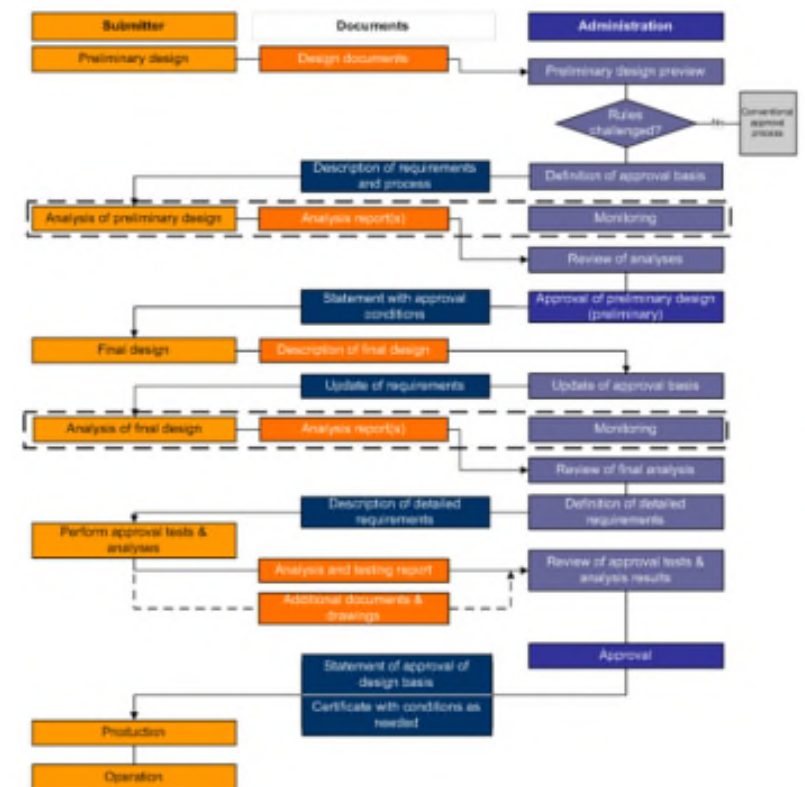 Submitter
Documents
Administration
Preliminary design
Design documents
Preliminary design preview
Rules
challenged?
No
Conventional
approval
process
Description of requirements
and process
Definition of approval basis
Analysis of preliminary design
Analysis report(s)
Monitoring
Review of analyses
Statement with approval
conditions
Approval of preliminary design
(preliminary)
Final design
Description of final design
Update of requirements
Update of approval basis
Analysis of final design
Analysis report(s)
Monitoring
Review of final analysis
Description of detailed
requirements
Definition of detailed
requirements
Perform approval tests &
analyses
Analysis and testing report
Review of approval tests &
analysis results
Additional documents &
drawings
Approval
Statement of approval of
design basis
Certificate with conditions as
needed
Production
Operation